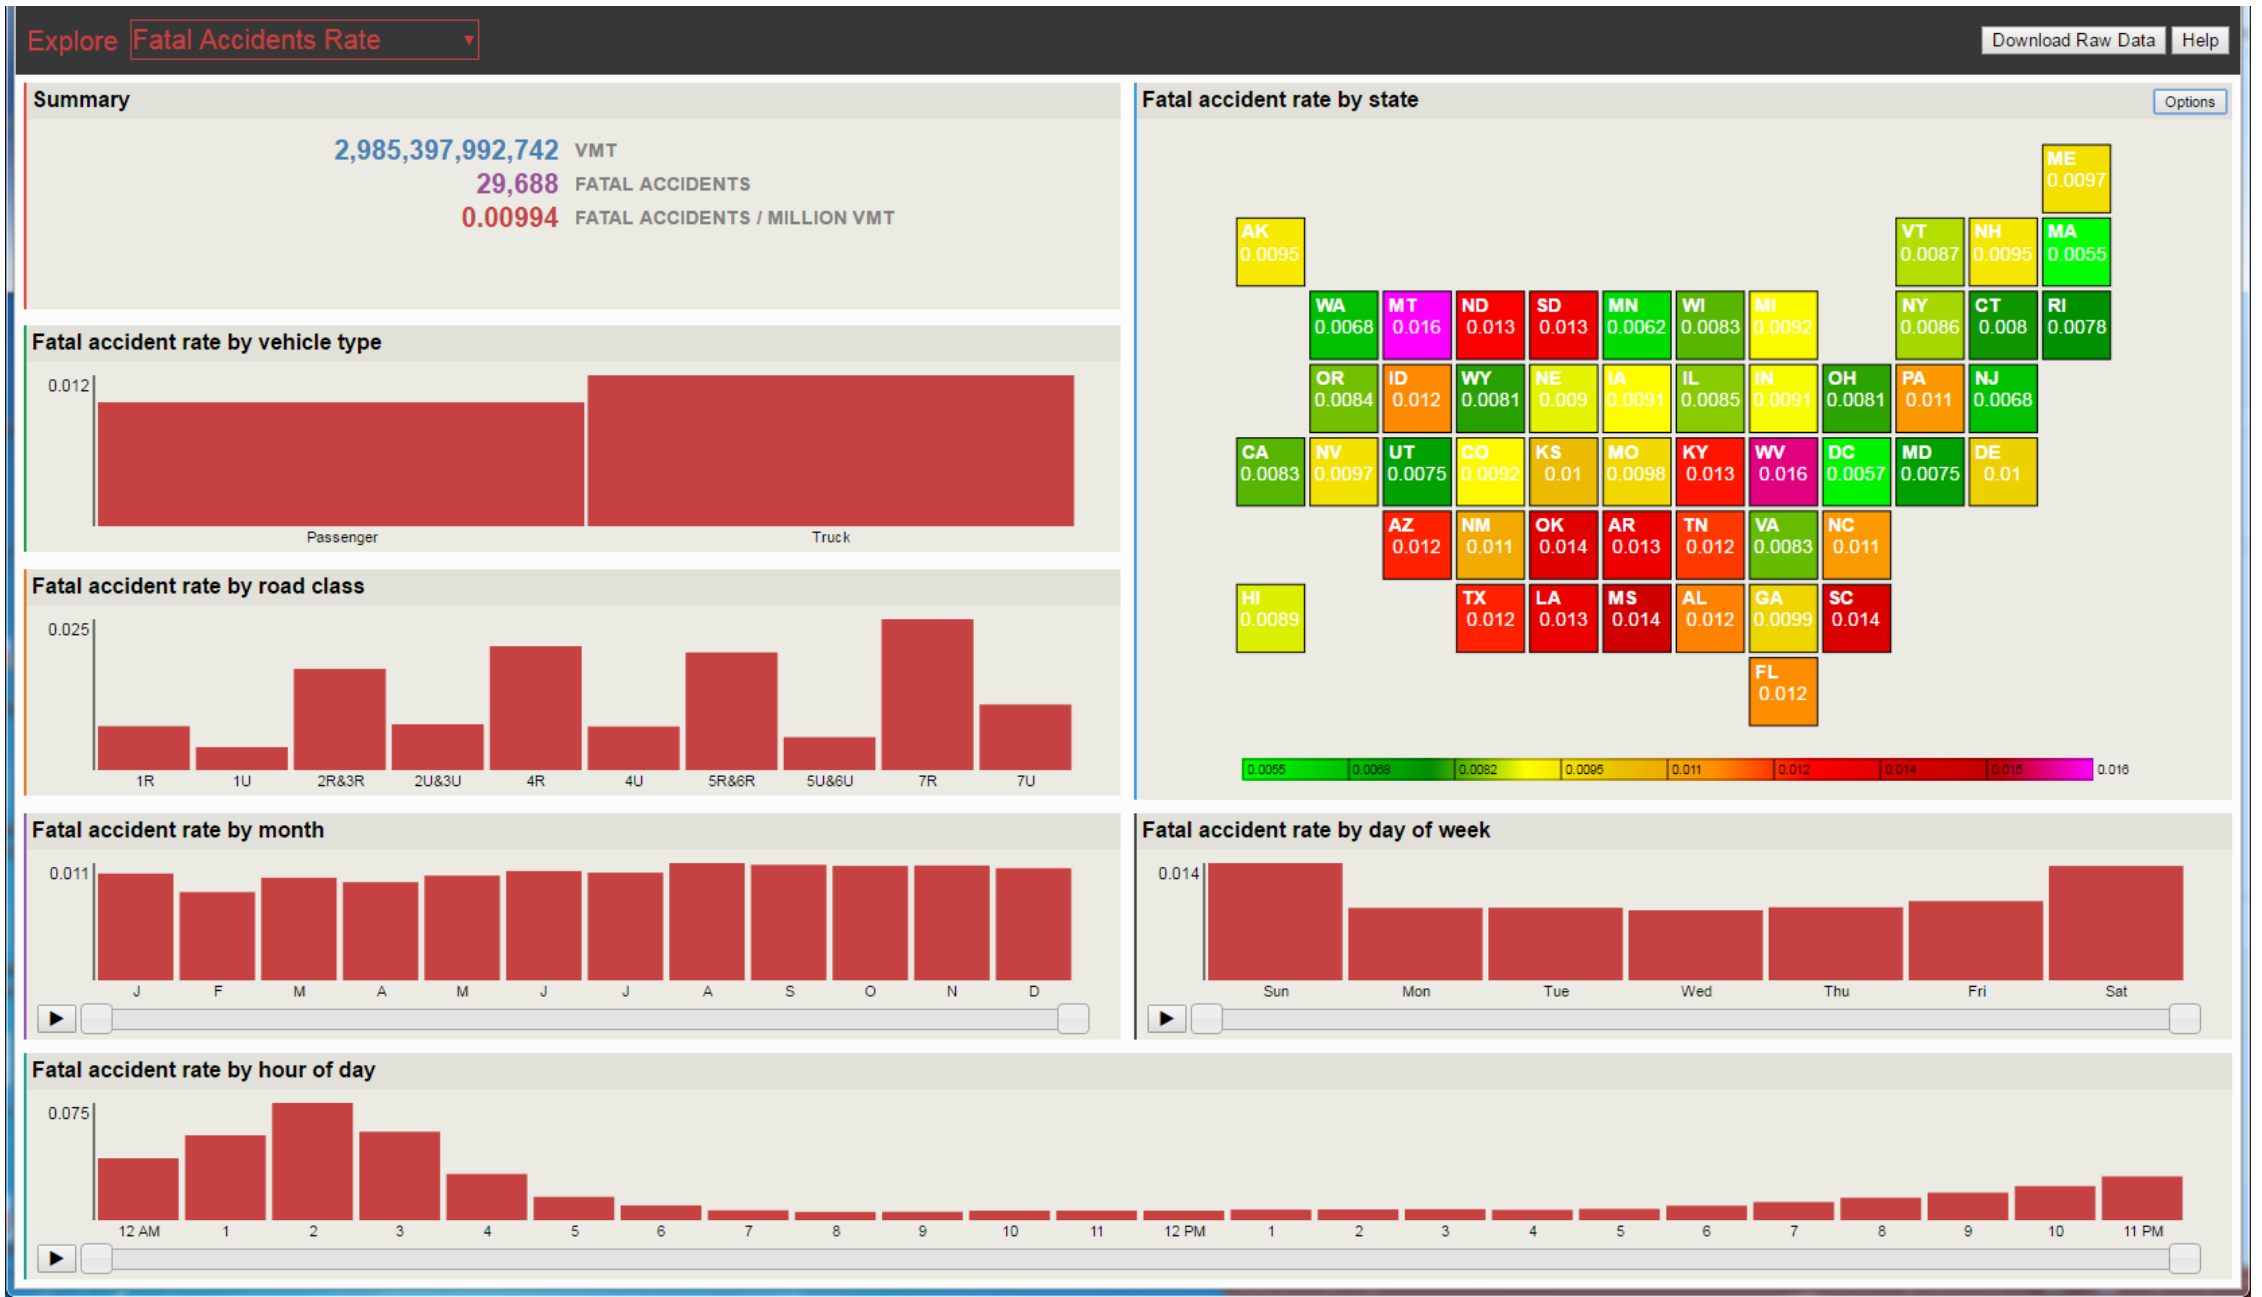 Explore Fatal Accidents Rate ▼
Download Raw Data Help
Summary
2,985,397,992,742 VMT
29,688 FATAL ACCIDENTS
0.00994 FATAL ACCIDENTS / MILLION VMT
Fatal accident rate by vehicle type
0.012
Passenger Truck
Fatal accident rate by road class
0.025
1R 1U 2R&3R 2U&3U 4R 4U 5R&6R 5U&6U 7R 7U
Fatal accident rate by state
Options
ME
0.0097
AK VT NH MA
0.0095 0.0087 0.0095 0.0055
WA MT ND SD MN WI MI NY CT RI
0.0068 0.016 0.013 0.013 0.0062 0.0083 0.0092 0.0086 0.008 0.0078
OR ID WY NE IA IL IN OH PA NJ
0.0084 0.012 0.0081 0.009 0.0091 0.0085 0.0091 0.0081 0.011 0.0068
CA NV UT CO KS MO KY WV DC MD DE
0.0083 0.0097 0.0075 0.0092 0.01 0.0098 0.013 0.016 0.0057 0.0075 0.01
AZ NM OK AR TN VA NC
0.012 0.011 0.014 0.013 0.012 0.0083 0.011
HI TX LA MS AL GA SC
0.0089 0.012 0.013 0.014 0.012 0.0099 0.014
FL
0.012
0.0055 0.0068 0.0082 0.0095 0.011 0.012 0.014 0.015 0.016
Fatal accident rate by month
0.011
J F M A M J J A S O N D
Fatal accident rate by day of week
0.014
Sun Mon Tue Wed Thu Fri Sat
Fatal accident rate by hour of day
0.075
12 AM 1 2 3 4 5 6 7 8 9 10 11 12 PM 1 2 3 4 5 6 7 8 9 10 11 PM